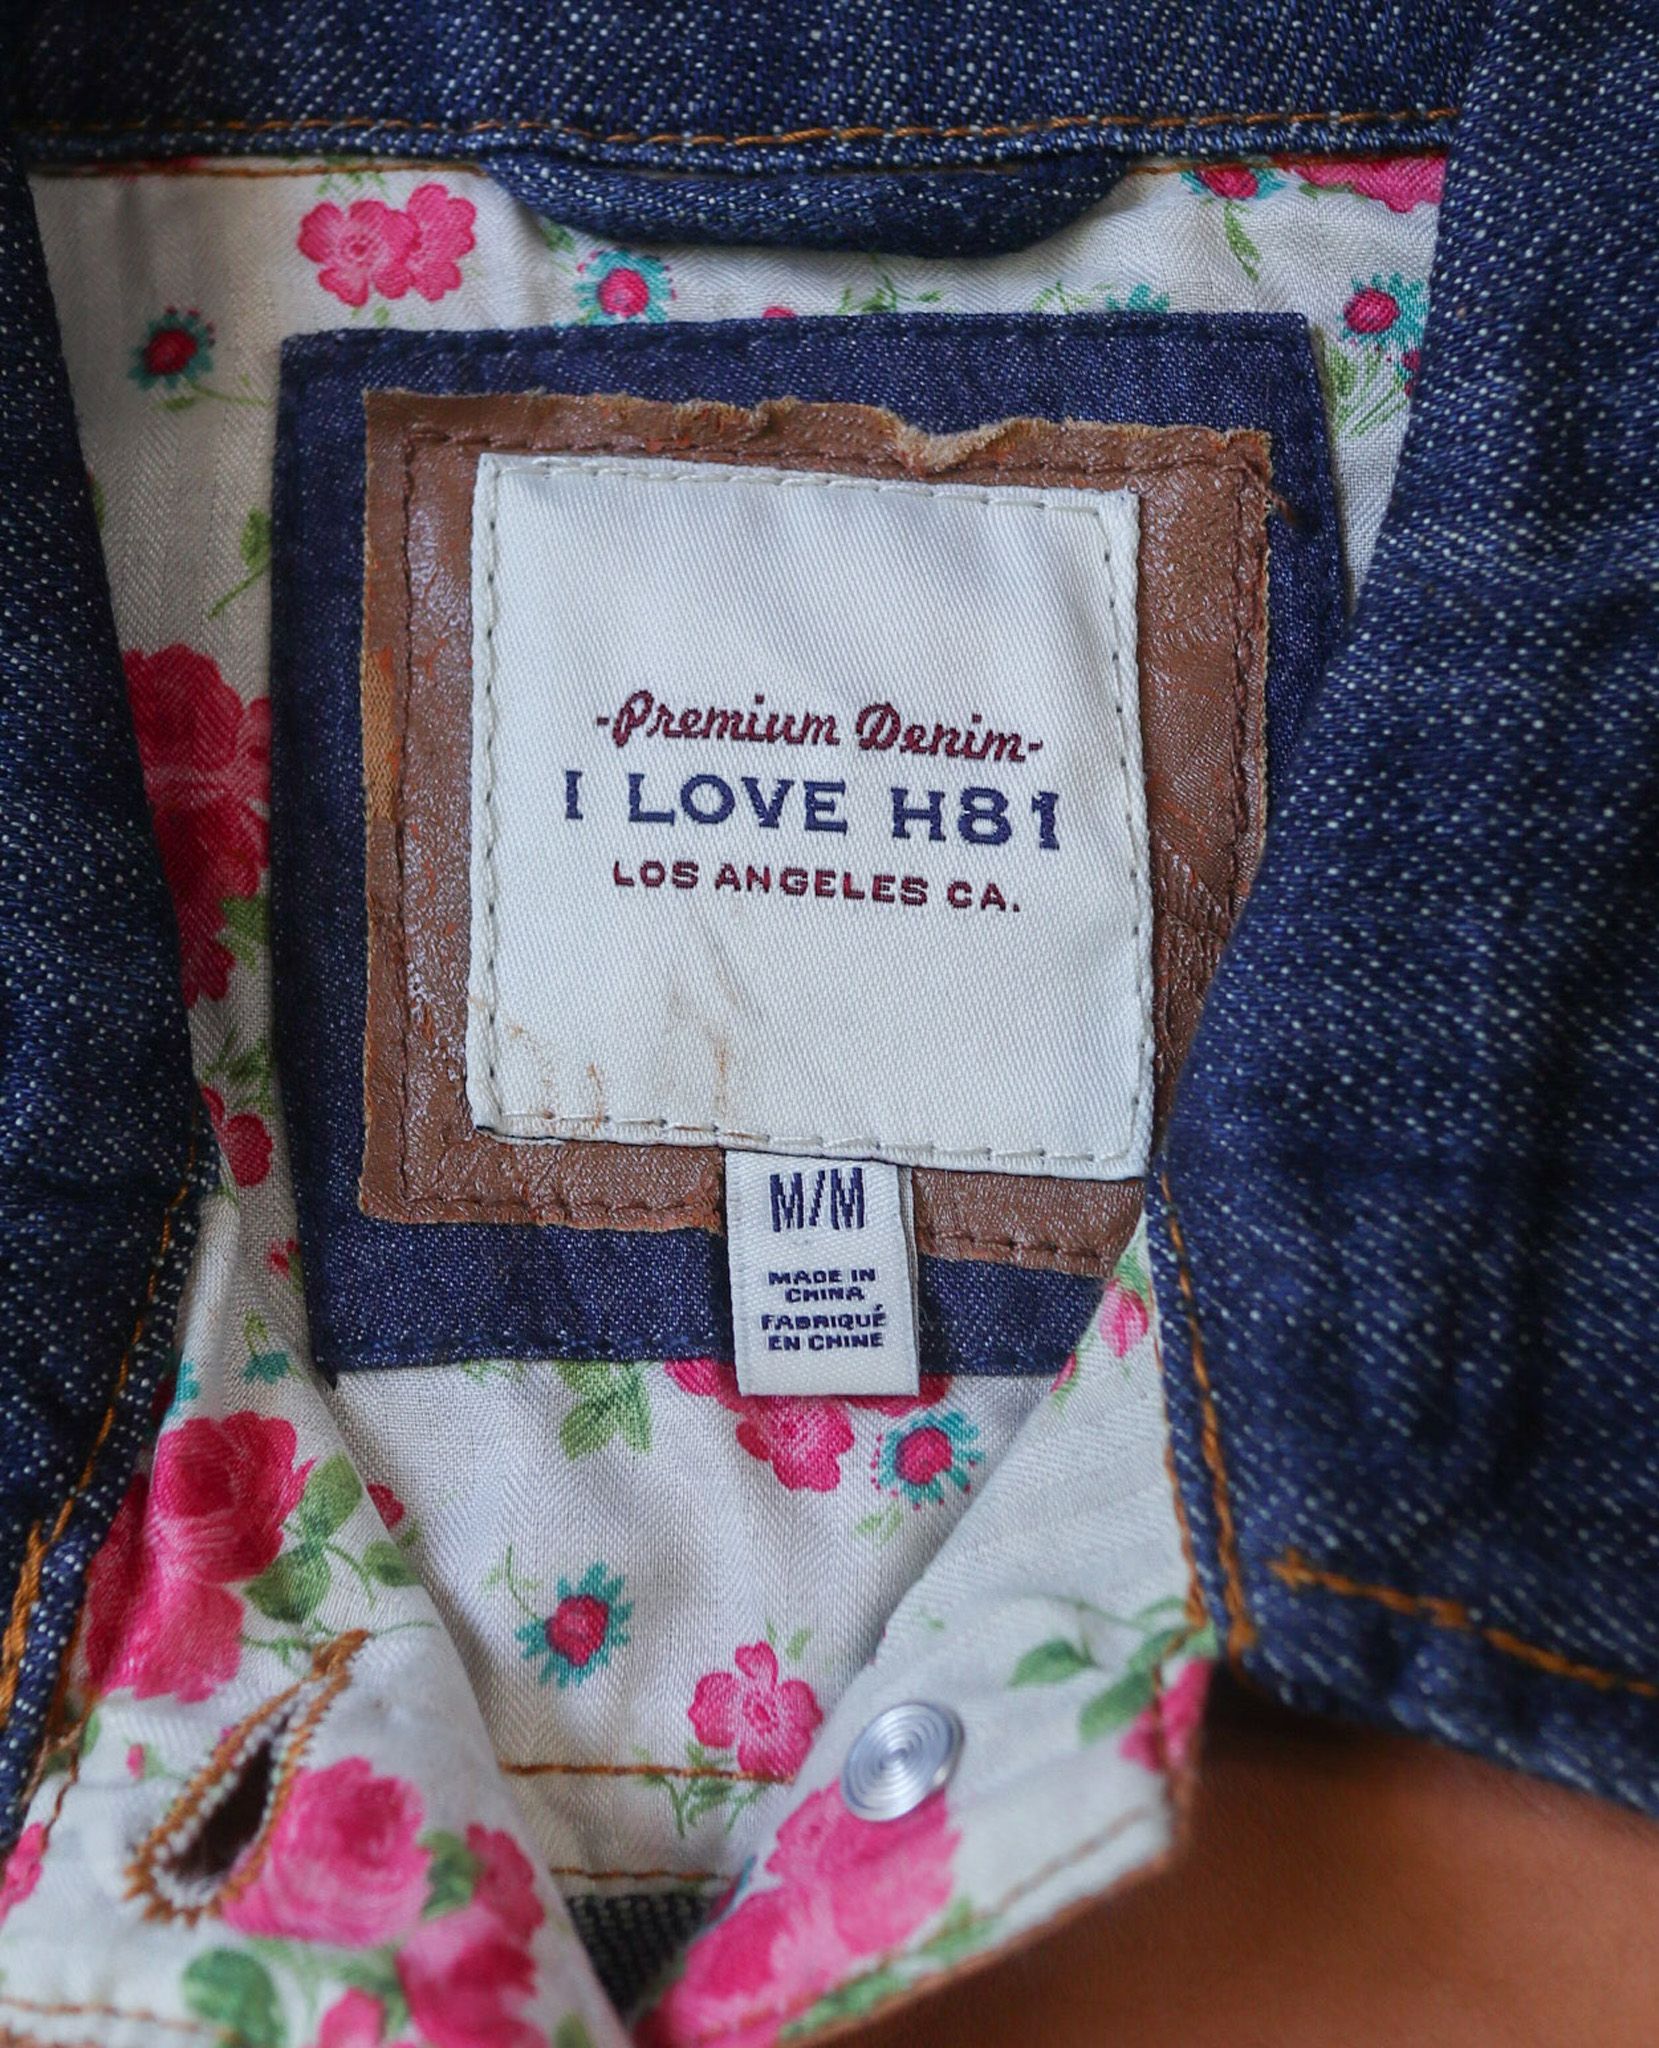 -Premium Denim-
I LOVE H81
LOS ANGELES CA.
M/M
MADE IN
CHINA
FABRIQUÉ
EN CHINE